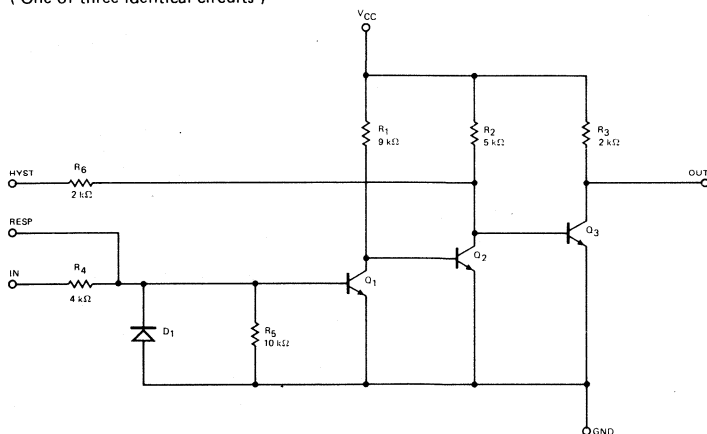 ( One of three identical circuits )
VCC
R1
9 kΩ
R2
5 kΩ
R3
2 kΩ
HYST
R6
2 kΩ
OUT
RESP
R4
IN
4 kΩ
Q1
Q2
Q3
D1
R5
10 kΩ
GND